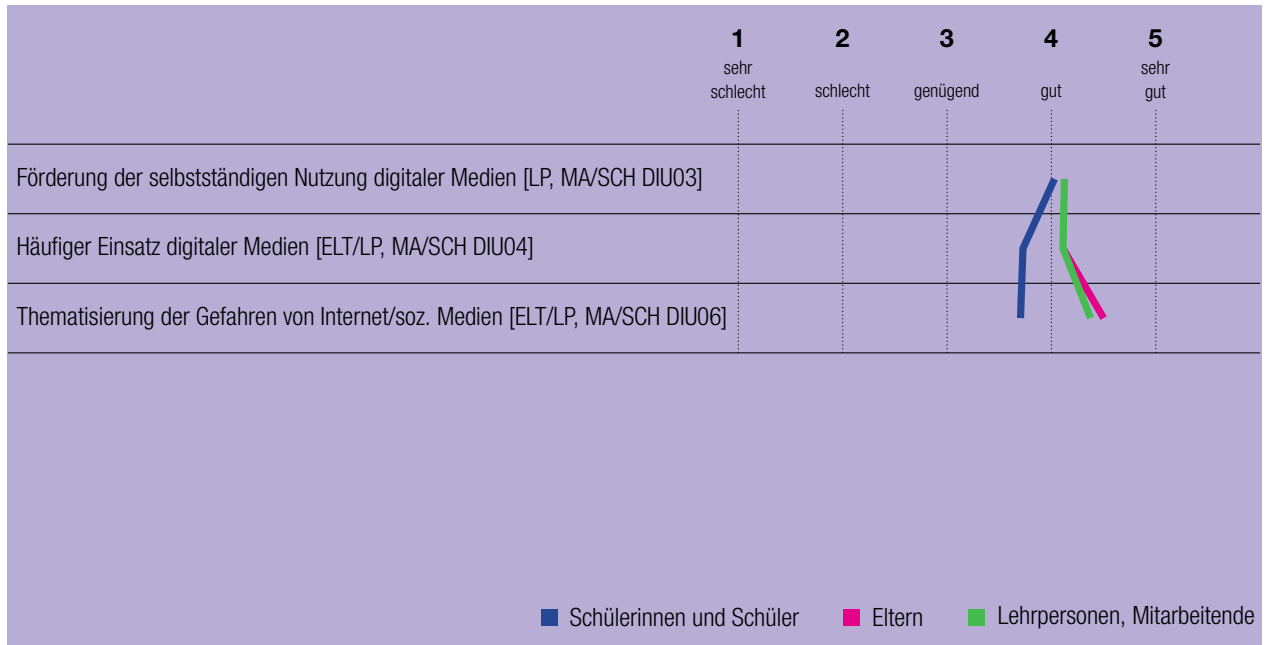 1 2 3 4 5
sehr schlecht schlecht genügend gut sehr gut
Förderung der selbstständigen Nutzung digitaler Medien [LP, MA/SCH DIU03]
Häufiger Einsatz digitaler Medien [ELT/LP, MA/SCH DIU04]
Thematisierung der Gefahren von Internet/soz. Medien [ELT/LP, MA/SCH DIU06]
Schülerinnen und Schüler Eltern Lehrpersonen, Mitarbeitende